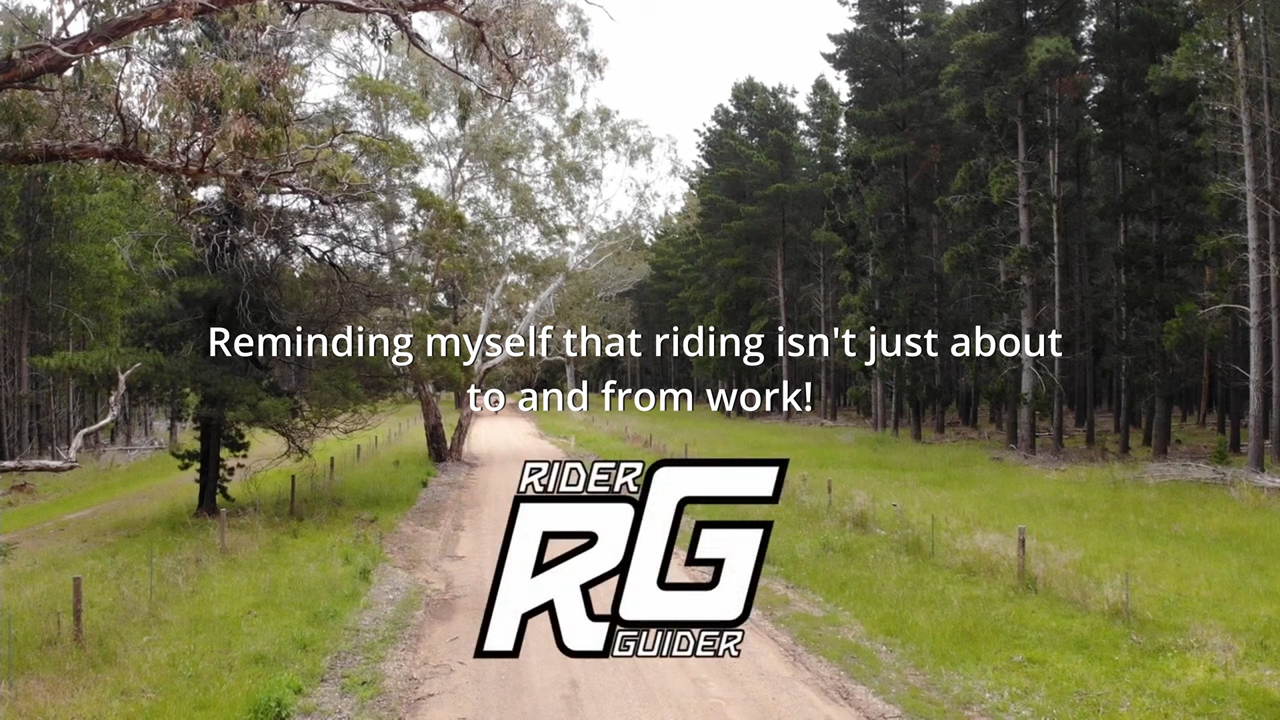 Reminding myself that riding isn't just about
to and from work!
RIDER
RG
GUIDER